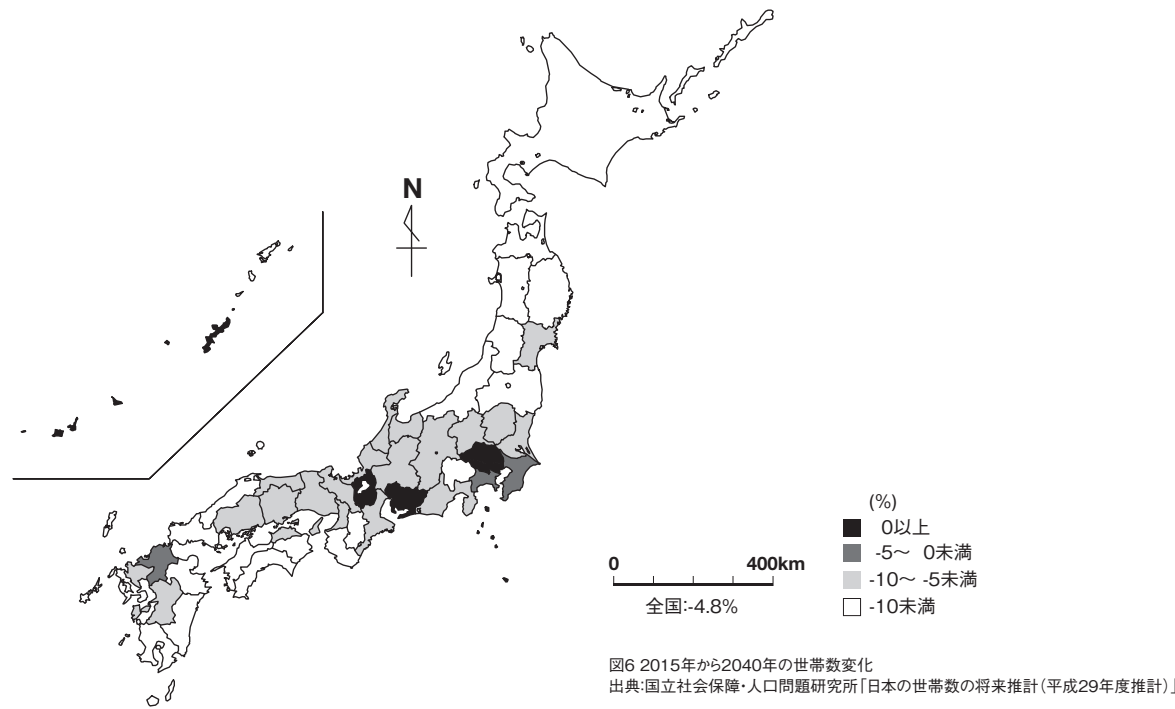 N
0 400km
全国:-4.8%
(%)
0以上
-5～ 0未満
-10～ -5未満
-10未満
図6 2015年から2040年の世帯数変化
出典:国立社会保障・人口問題研究所「日本の世帯数の将来推計(平成29年度推計)」